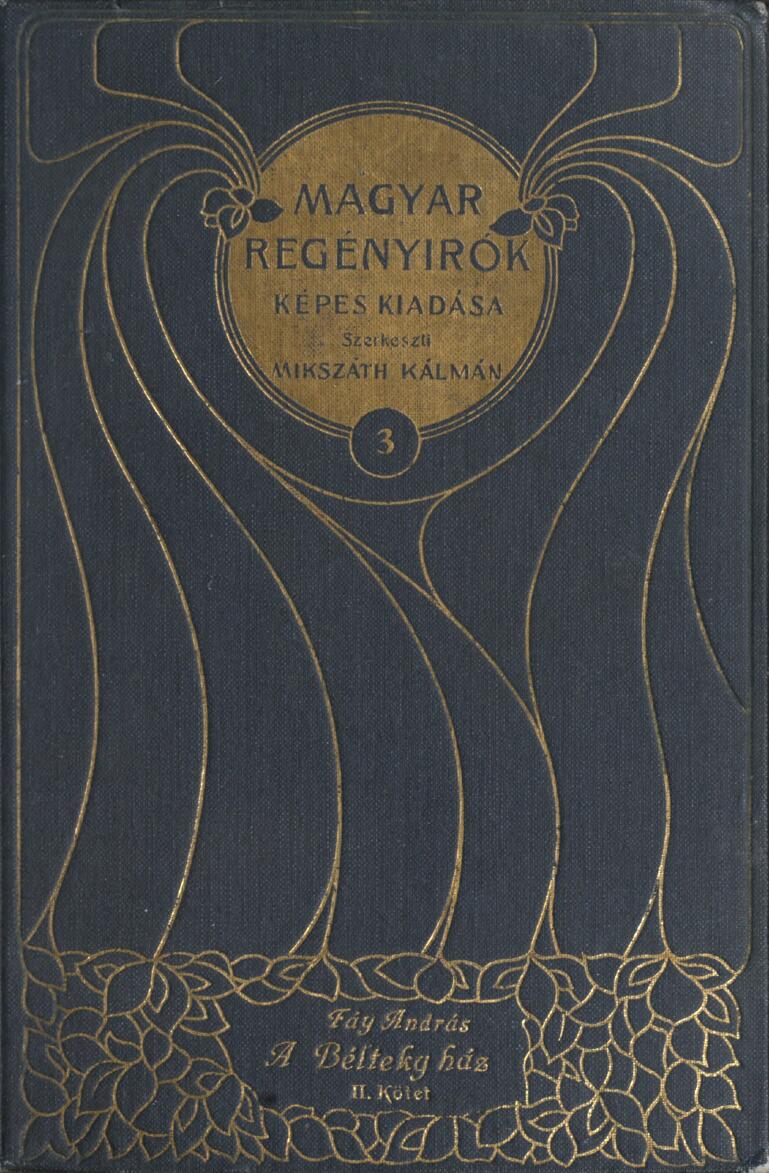 MAGYAR
REGÉNYIRÓK
KÉPES KIADÁSA
Szerkeszti
MIKSZÁTH KÁLMÁN
3
Fáy András
A Bélteky ház
II. Kötet